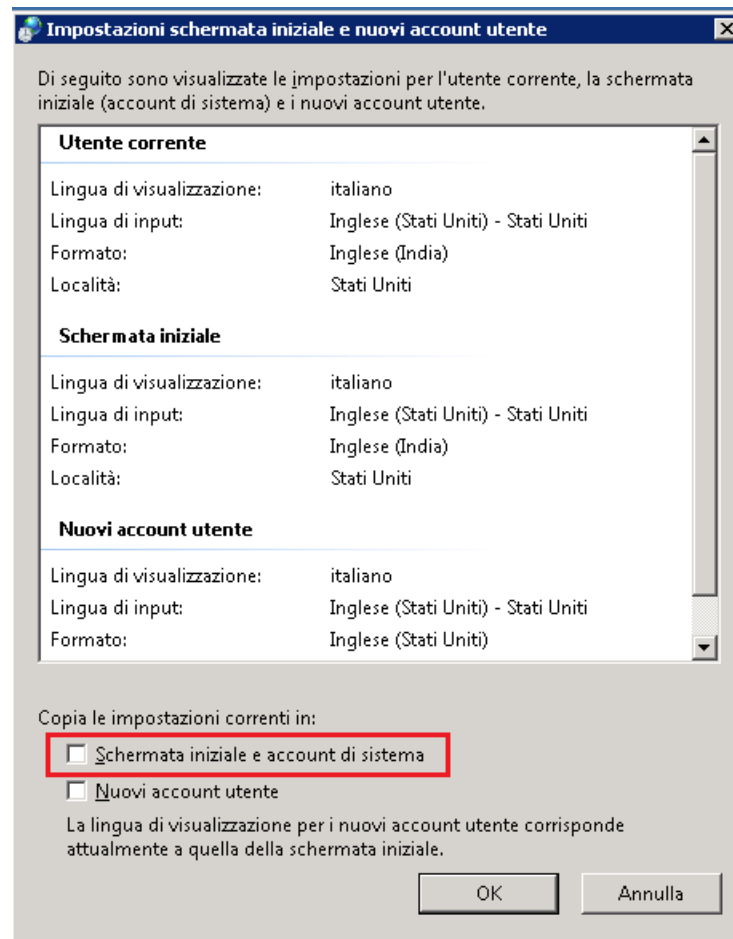 Impostazioni schermata iniziale e nuovi account utente
Di seguito sono visualizzate le impostazioni per l'utente corrente, la schermata
iniziale (account di sistema) e i nuovi account utente.
Utente corrente
Lingua di visualizzazione: italiano
Lingua di input: Inglese (Stati Uniti) - Stati Uniti
Formato: Inglese (India)
Località: Stati Uniti
Schermata iniziale
Lingua di visualizzazione: italiano
Lingua di input: Inglese (Stati Uniti) - Stati Uniti
Formato: Inglese (India)
Località: Stati Uniti
Nuovi account utente
Lingua di visualizzazione: italiano
Lingua di input: Inglese (Stati Uniti) - Stati Uniti
Formato: Inglese (Stati Uniti)
Copia le impostazioni correnti in:
Schermata iniziale e account di sistema
Nuovi account utente
La lingua di visualizzazione per i nuovi account utente corrisponde
attualmente a quella della schermata iniziale.
OK Annulla